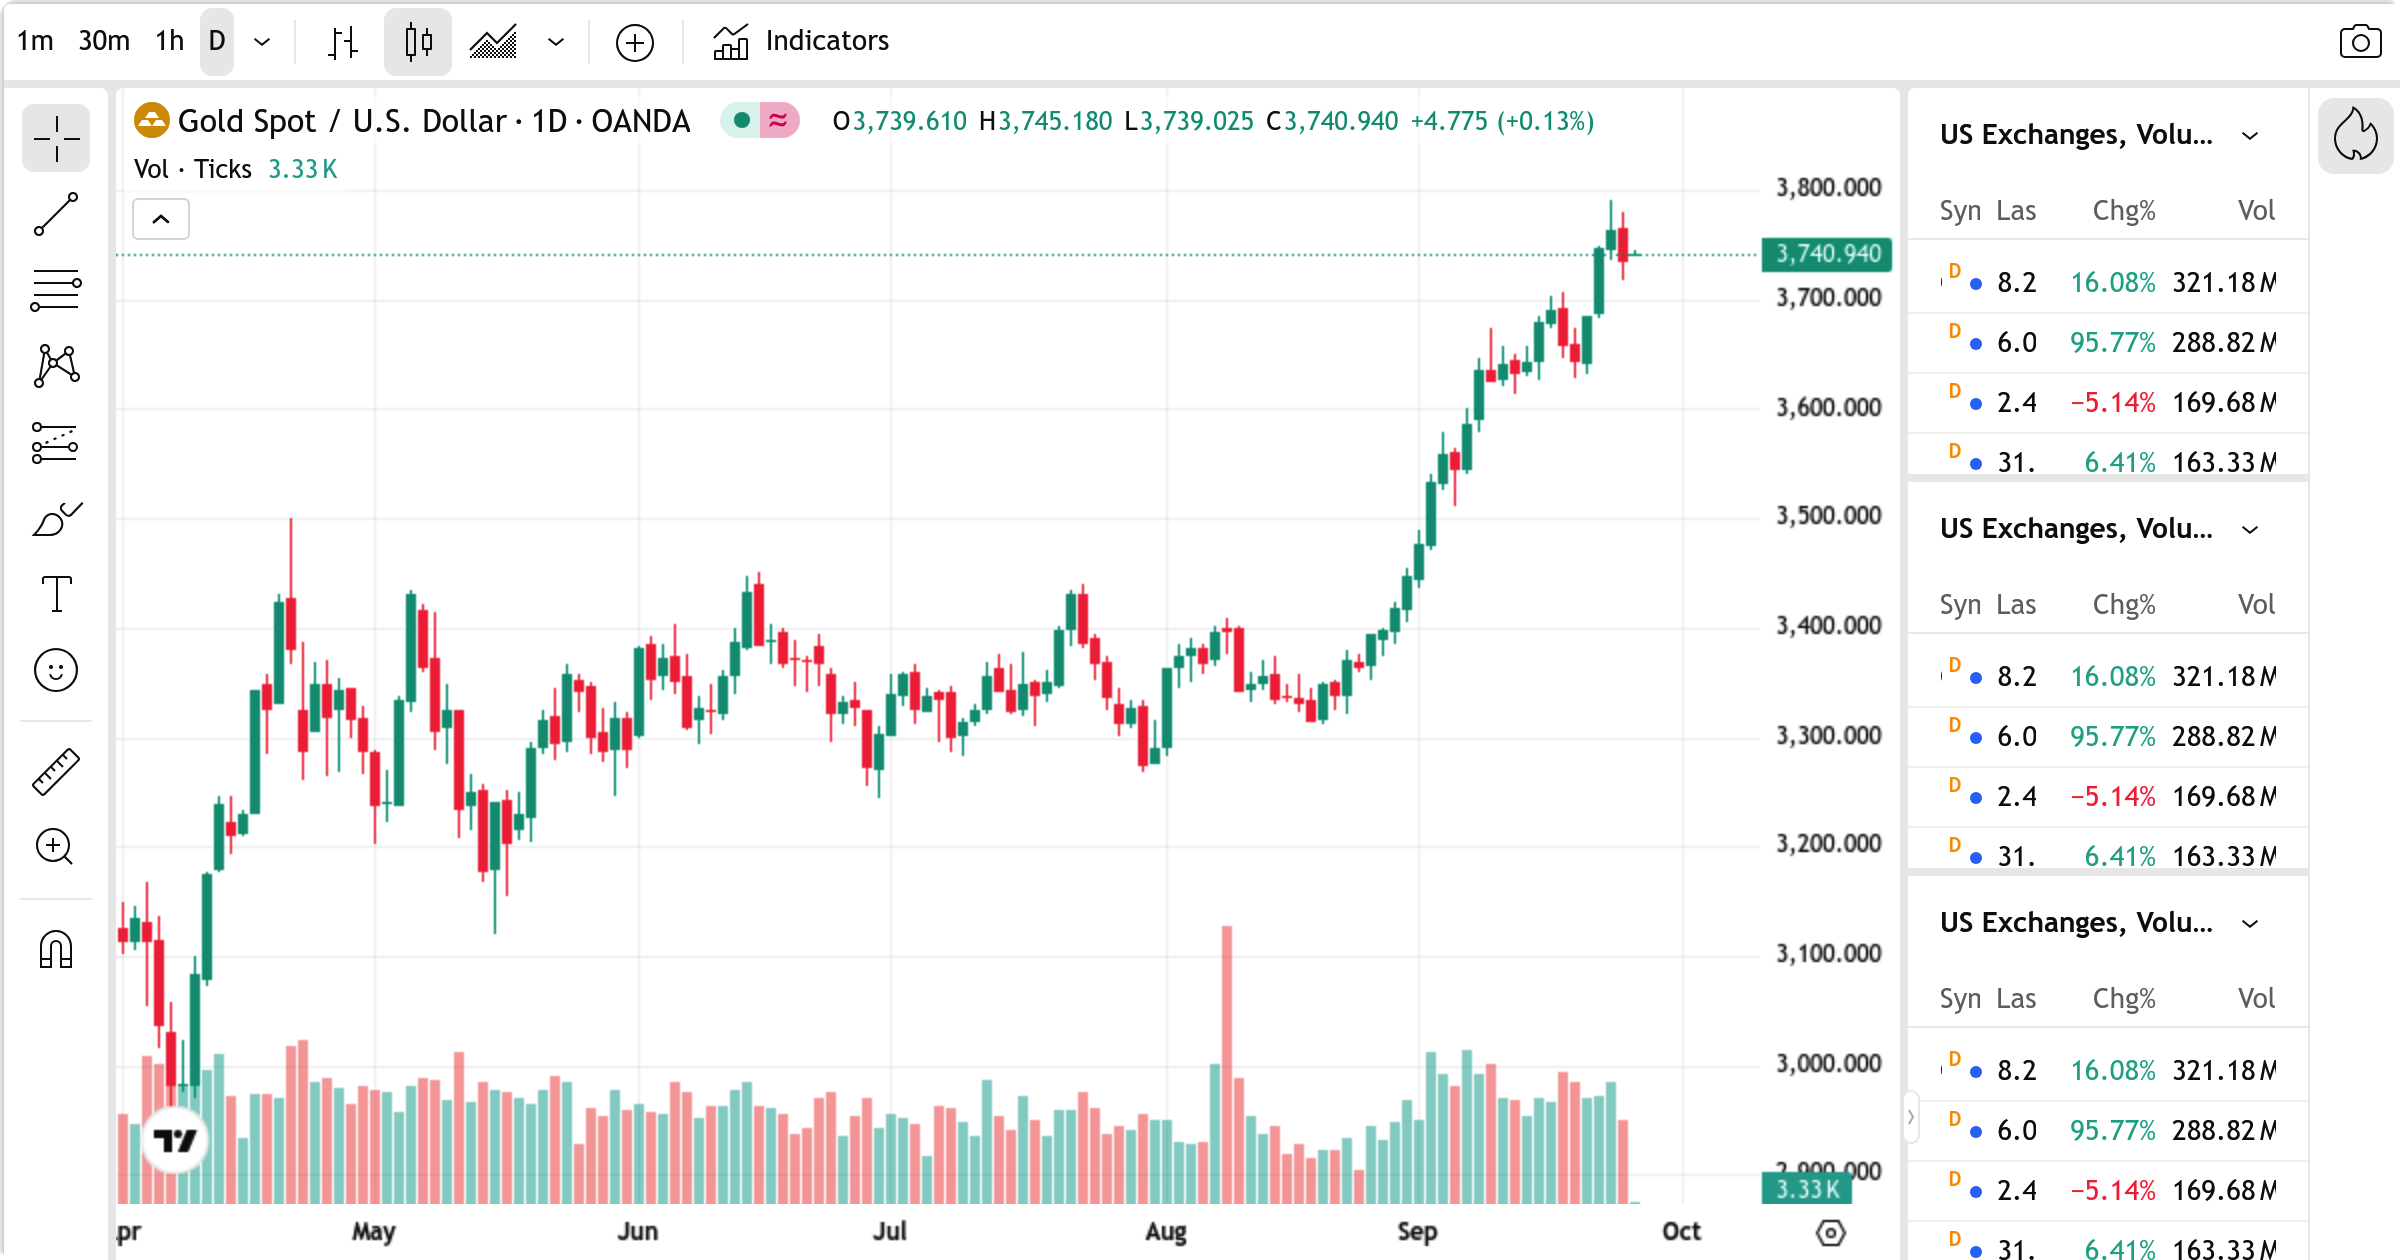 1m 30m 1h D Indicators
Gold Spot / U.S. Dollar · 1D · OANDA O3,739.610 H3,745.180 L3,739.025 C3,740.940 +4.775 (+0.13%)
Vol · Ticks 3.33K
3,800.000
3,740.940
3,700.000
3,600.000
3,500.000
3,400.000
3,300.000
3,200.000
3,100.000
3,000.000
3.33K
pr May Jun Jul Aug Sep Oct
US Exchanges, Volu...
Syn Las Chg% Vol
D 8.2 16.08% 321.18M
D 6.0 95.77% 288.82M
D 2.4 −5.14% 169.68M
D 31. 6.41% 163.33M
US Exchanges, Volu...
Syn Las Chg% Vol
D 8.2 16.08% 321.18M
D 6.0 95.77% 288.82M
D 2.4 −5.14% 169.68M
D 31. 6.41% 163.33M
US Exchanges, Volu...
Syn Las Chg% Vol
D 8.2 16.08% 321.18M
D 6.0 95.77% 288.82M
D 2.4 −5.14% 169.68M
D 31. 6.41% 163.33M